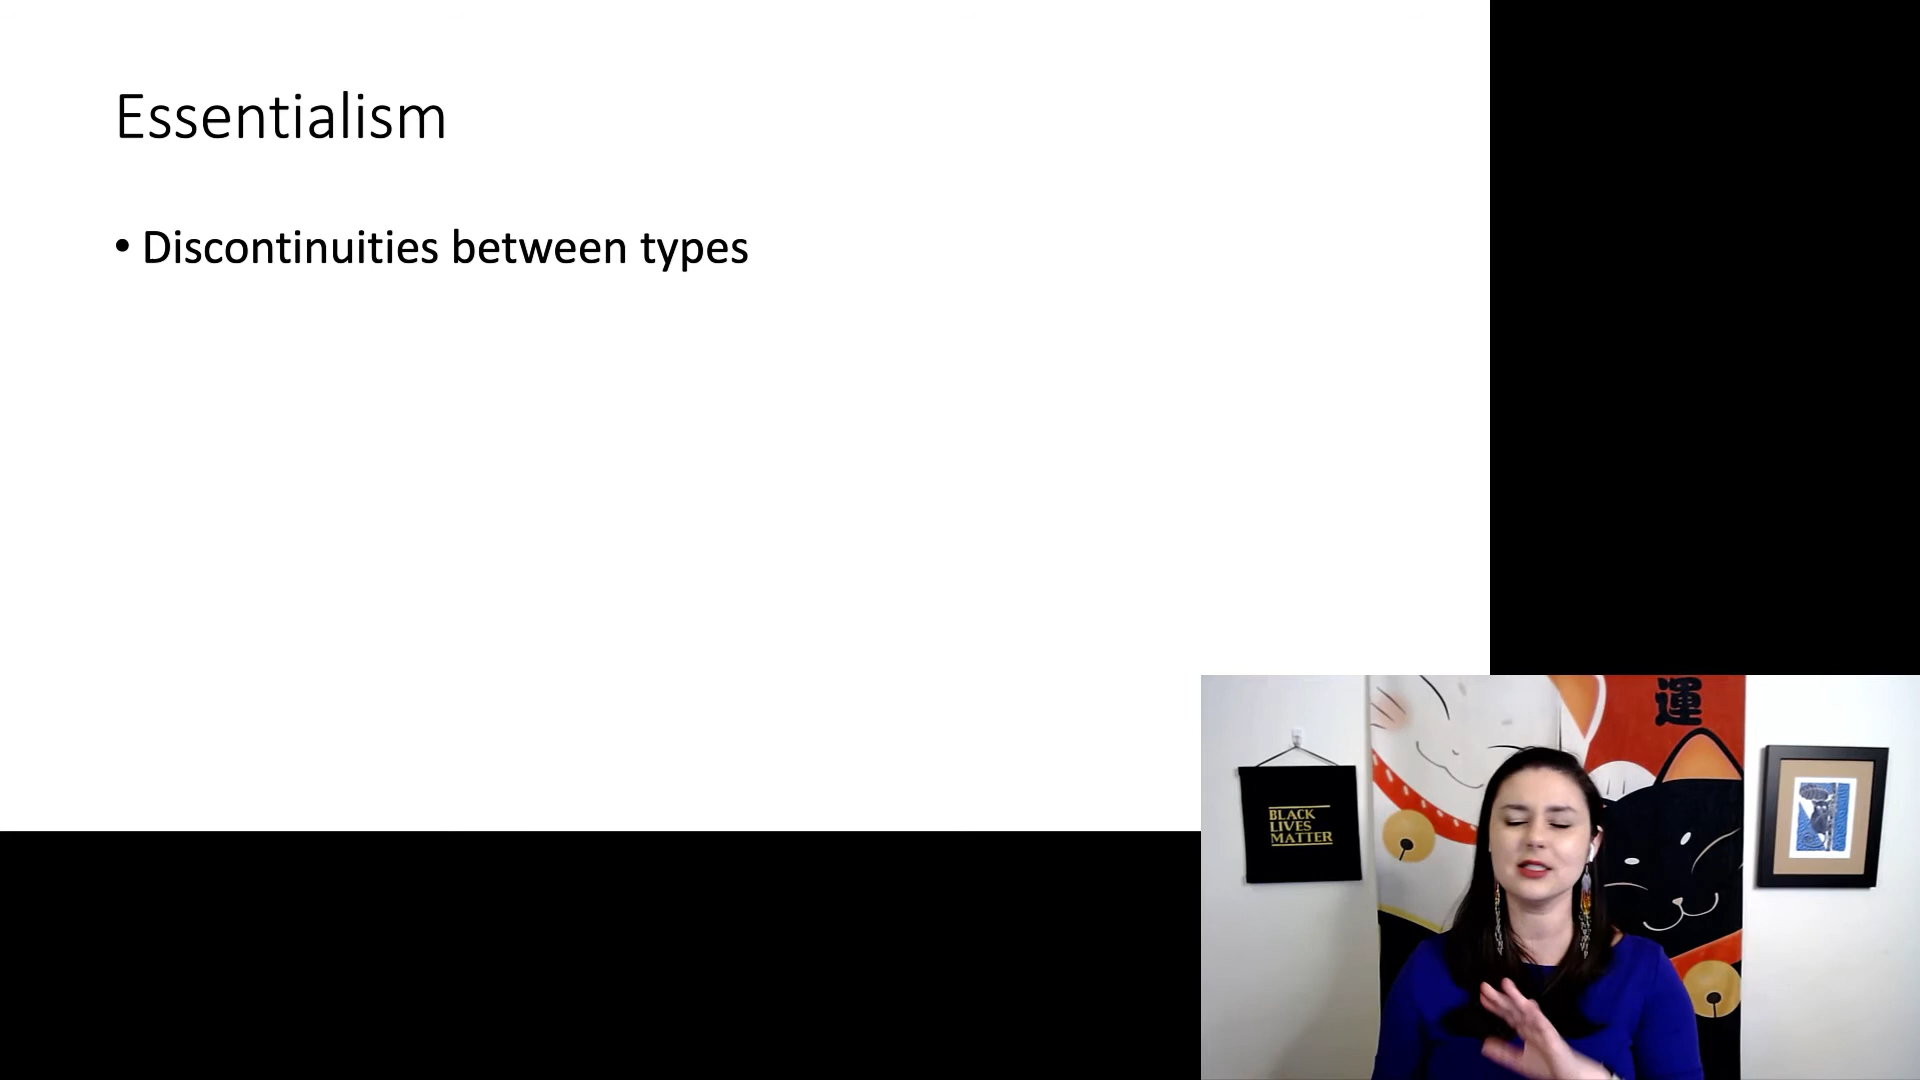 Essentialism
• Discontinuities between types
運
BLACK
LIVES
MATTER